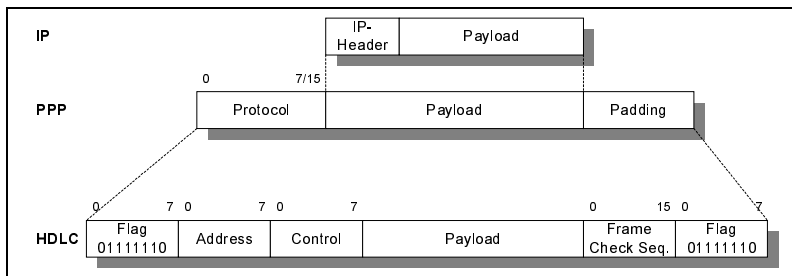 IP
IP-
Header
Payload
0 7/15
PPP
Protocol
Payload
Padding
0 7 0 7 0 7 0 15 0 7
HDLC
Flag
01111110
Address
Control
Payload
Frame
Check Seq.
Flag
01111110